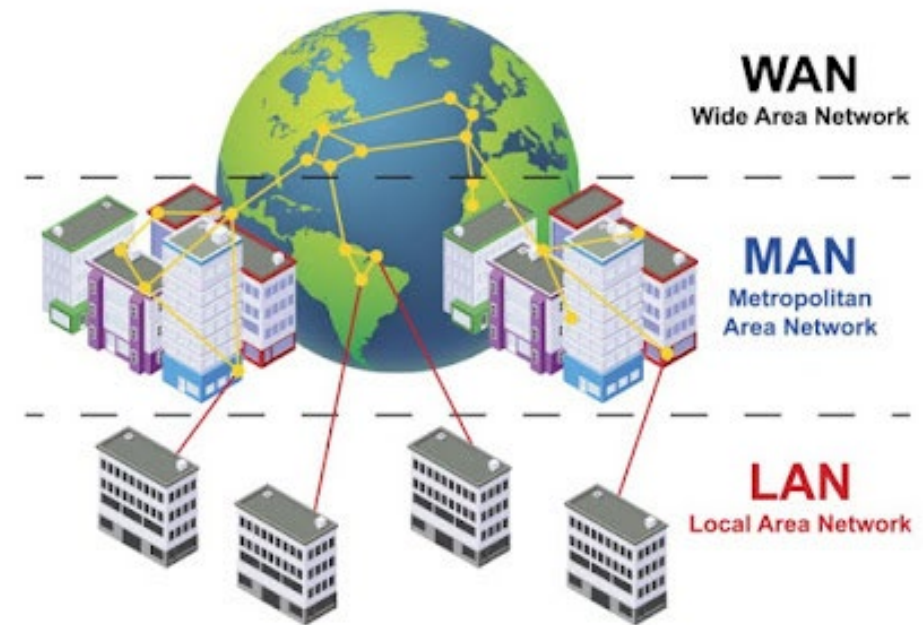 WAN
Wide Area Network
MAN
Metropolitan
Area Network
LAN
Local Area Network